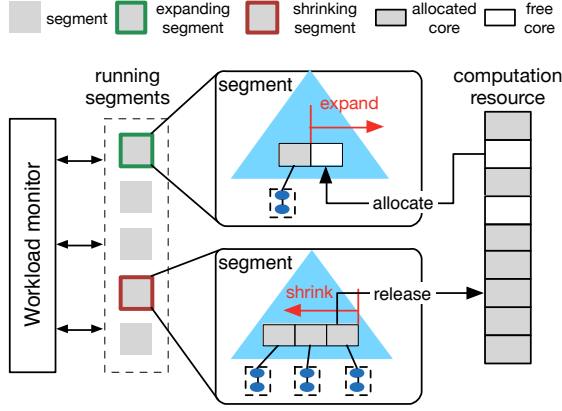 segment
expanding
segment
shrinking
segment
allocated
core
free
core
running
segments
computation
resource
segment
expand
allocate
Workload monitor
segment
shrink
release